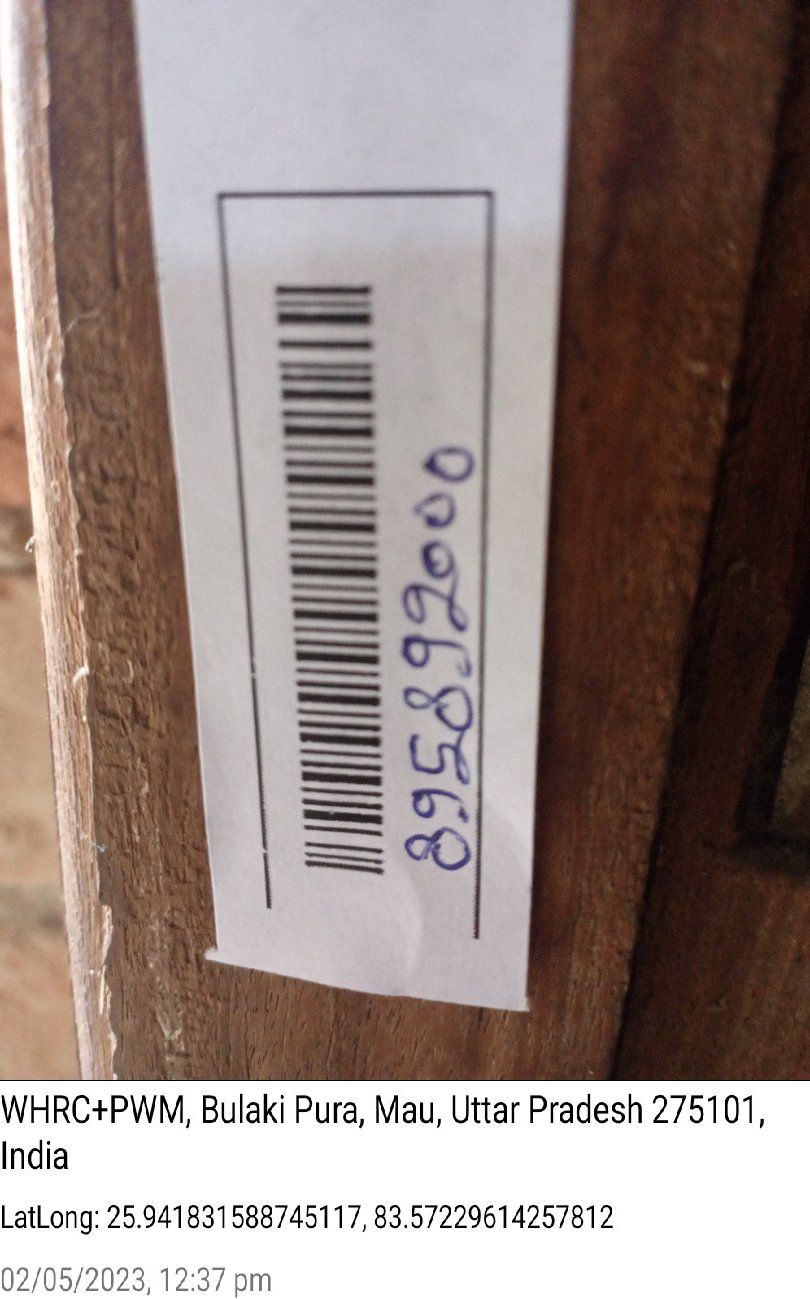 895892000
WHRC+PWM, Bulaki Pura, Mau, Uttar Pradesh 275101,
India
LatLong: 25.941831588745117, 83.57229614257812
02/05/2023, 12:37 pm